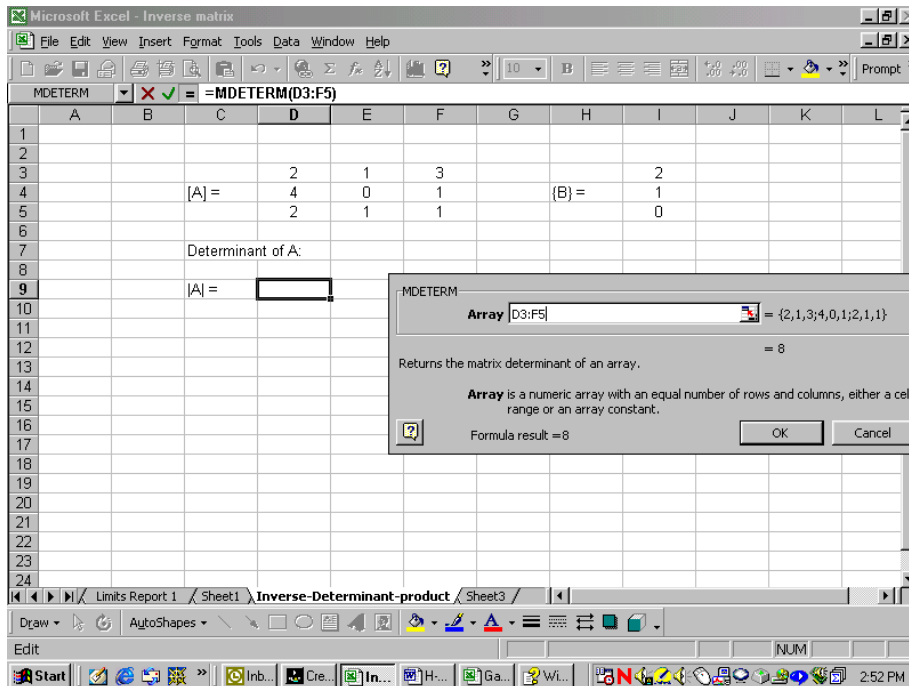 Microsoft Excel - Inverse matrix
File Edit View Insert Format Tools Data Window Help
10 B Prompt
MDETERM = =MDETERM(D3:F5)
A B C D E F G H I J K L
1
2
3 2 1 3 2
4 [A] = 4 0 1 {B} = 1
5 2 1 1 0
6
7 Determinant of A:
8
9 |A| =
MDETERM
10 Array D3:F5 = {2,1,3;4,0,1;2,1,1}
11
12 = 8
13 Returns the matrix determinant of an array.
14
Array is a numeric array with an equal number of rows and columns, either a cel
15 range or an array constant.
16
17 Formula result =8 OK Cancel
18
19
20
21
22
23
24
Limits Report 1 Sheet1 Inverse-Determinant-product Sheet3
Draw AutoShapes
Edit NUM
Start Inb... Cre... In... H-... Ga... Wi... 2:52 PM